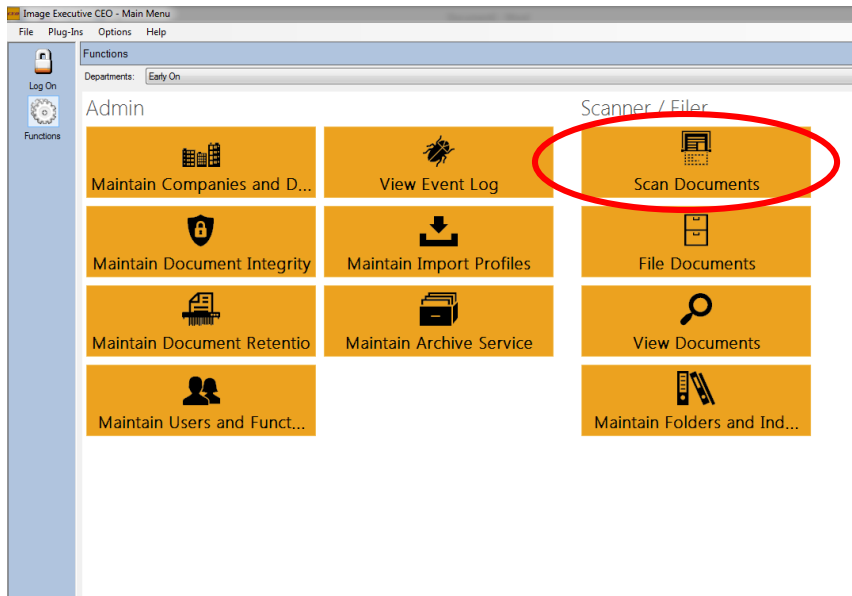 Image Executive CEO - Main Menu
File Plug-Ins Options Help
Functions
Departments: Early On
Log On
Functions
Admin
Scanner / Filer
Maintain Companies and D...
View Event Log
Scan Documents
Maintain Document Integrity
Maintain Import Profiles
File Documents
Maintain Document Retentio
Maintain Archive Service
View Documents
Maintain Users and Funct...
Maintain Folders and Ind...